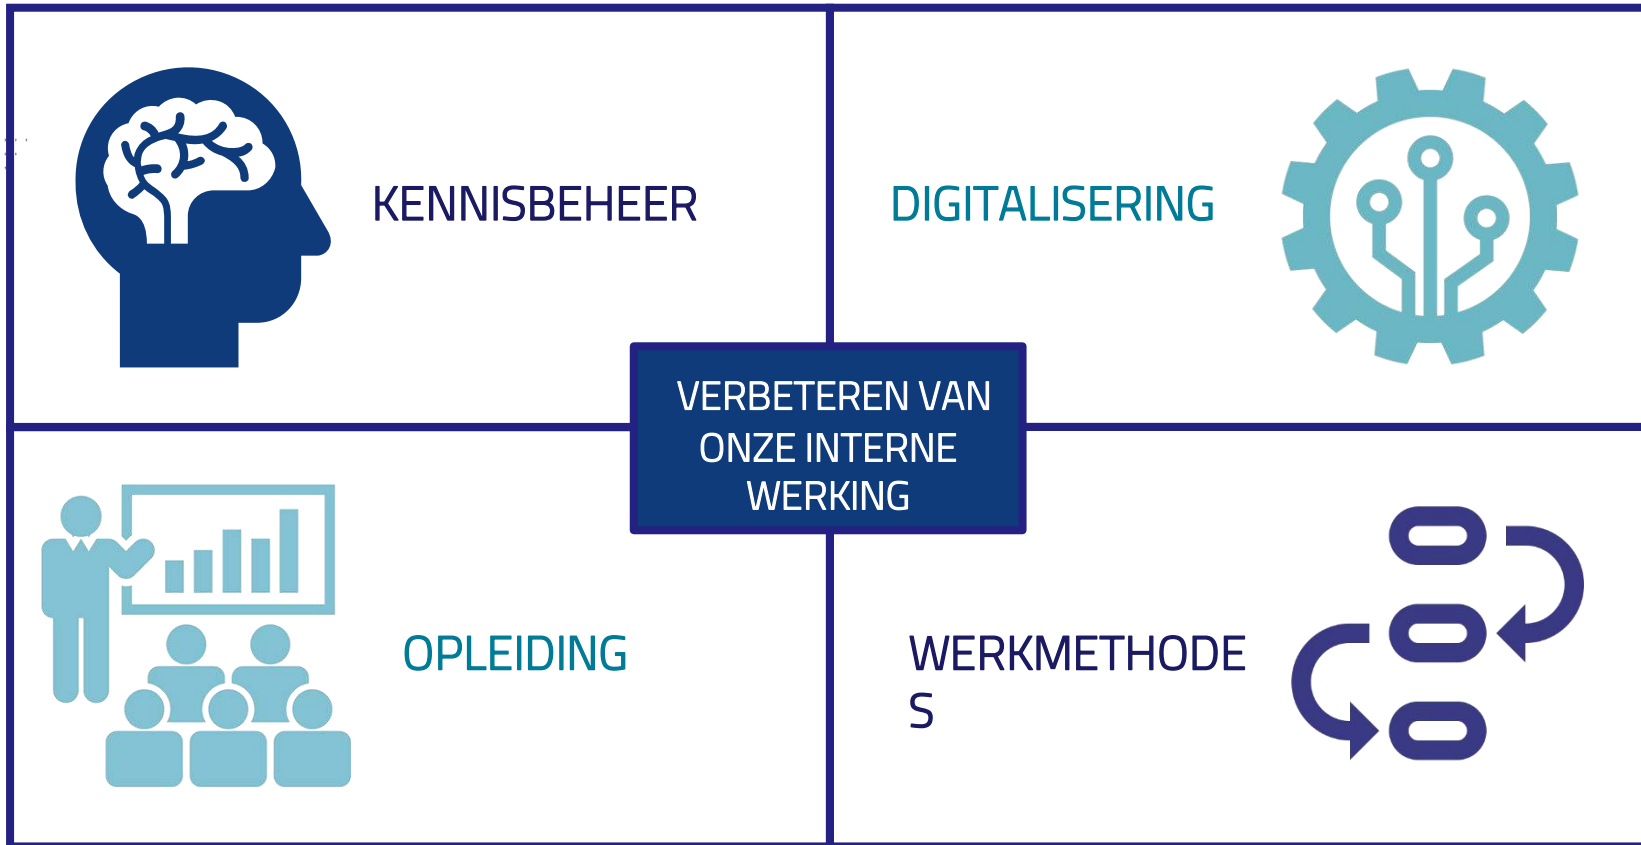 KENNISBEHEER
DIGITALISERING
VERBETEREN VAN
ONZE INTERNE
WERKING
OPLEIDING
WERKMETHODE
S